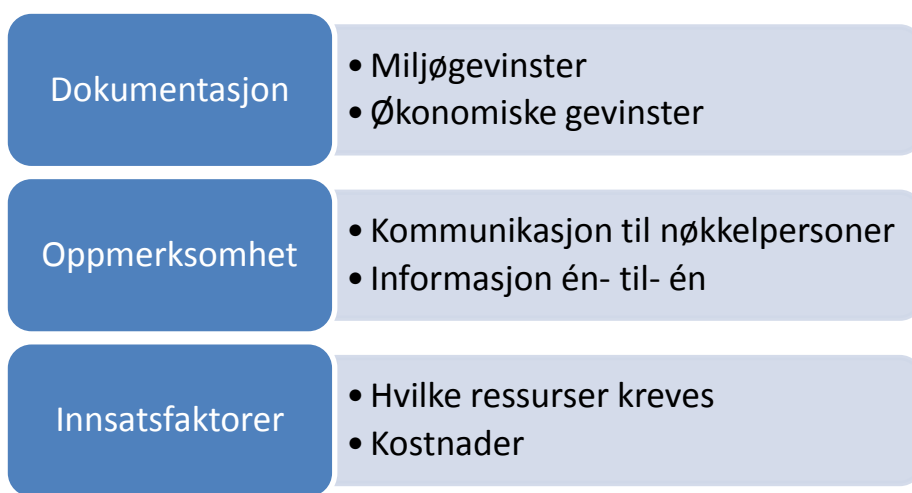 Dokumentasjon
• Miljøgevinster
• Økonomiske gevinster
Oppmerksomhet
• Kommunikasjon til nøkkelpersoner
• Informasjon én- til- én
Innsatsfaktorer
• Hvilke ressurser kreves
• Kostnader